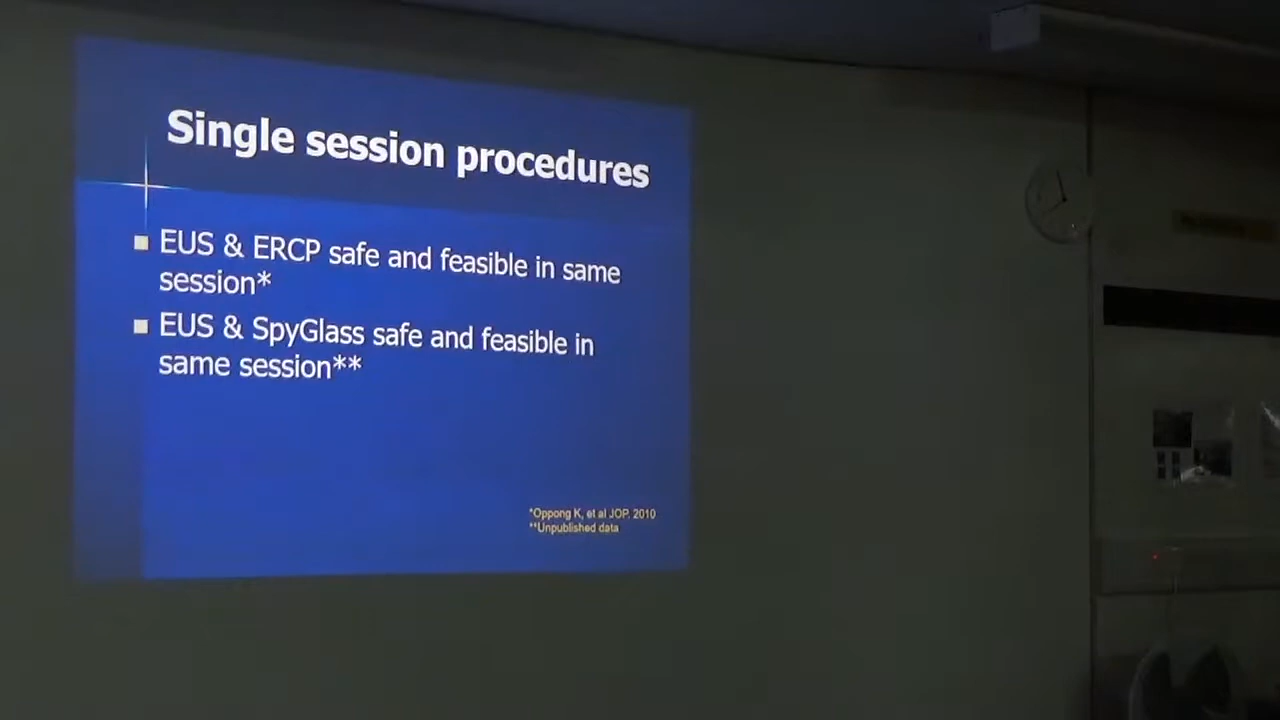 Single session procedures
EUS & ERCP safe and feasible in same
session*
EUS & SpyGlass safe and feasible in
same session**
*Oppong K, et al JOP, 2010
**Unpublished data